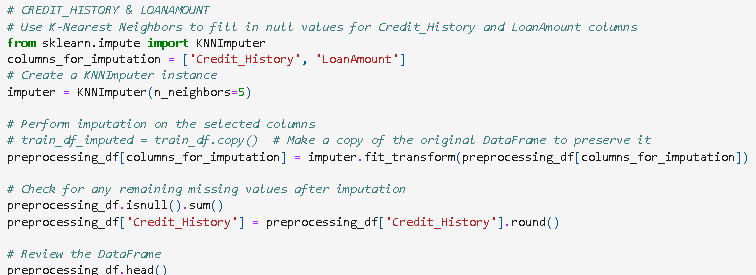 # CREDIT_HISTORY & LOANAMOUNT
# Use K-Nearest Neighbors to fill in null values for Credit_History and LoanAmount columns
from sklearn.impute import KNNImputer
columns_for_imputation = ['Credit_History', 'LoanAmount']
# Create a KNNImputer instance
imputer = KNNImputer(n_neighbors=5)
# Perform imputation on the selected columns
# train_df_imputed = train_df.copy()  # Make a copy of the original DataFrame to preserve it
preprocessing_df[columns_for_imputation] = imputer.fit_transform(preprocessing_df[columns_for_imputation])
# Check for any remaining missing values after imputation
preprocessing_df.isnull().sum()
preprocessing_df['Credit_History'] = preprocessing_df['Credit_History'].round()
# Review the DataFrame
preprocessing_df.head()